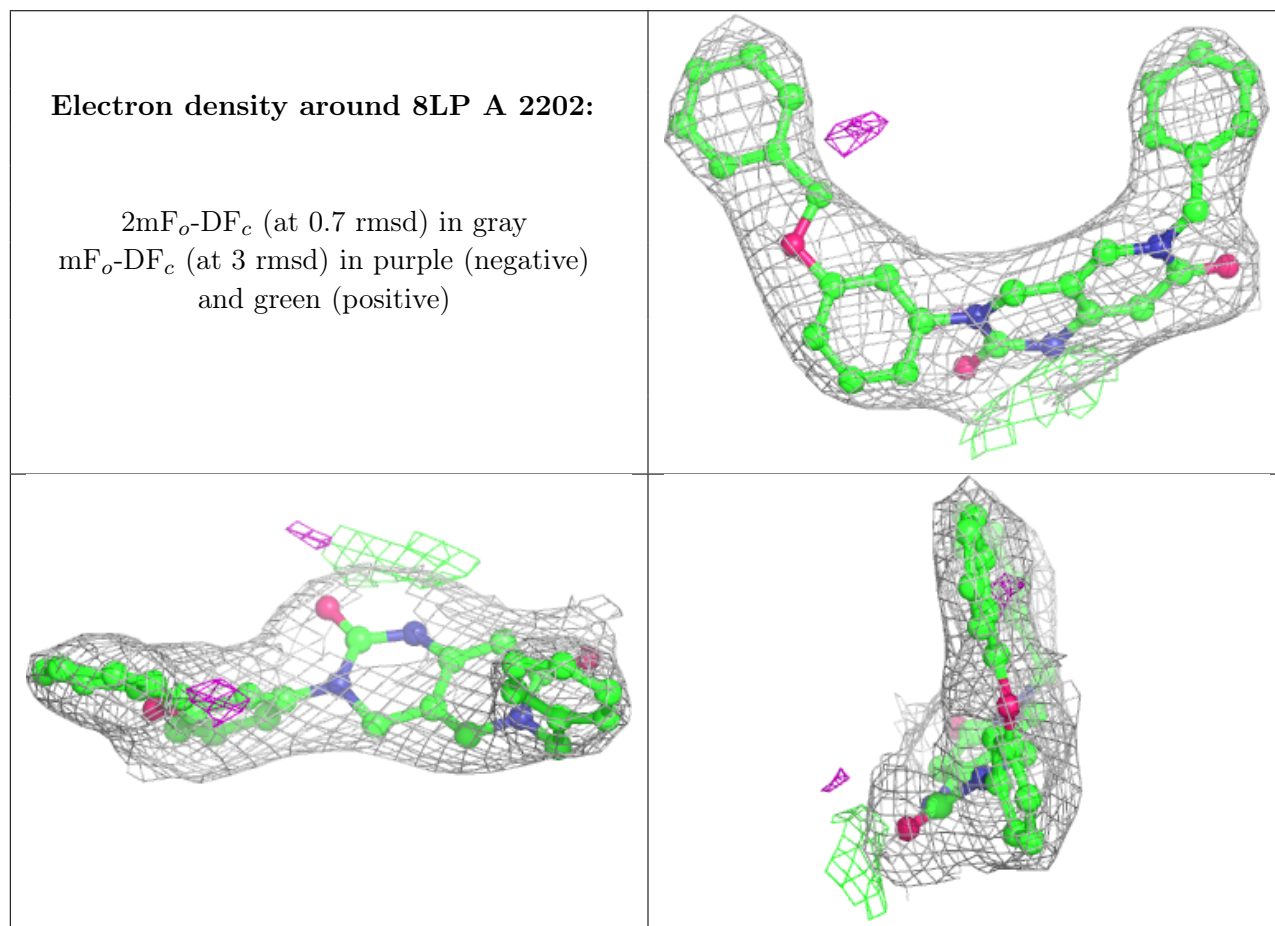 Electron density around 8LP A 2202:
2mFo-DFc (at 0.7 rmsd) in gray
mFo-DFc (at 3 rmsd) in purple (negative)
and green (positive)